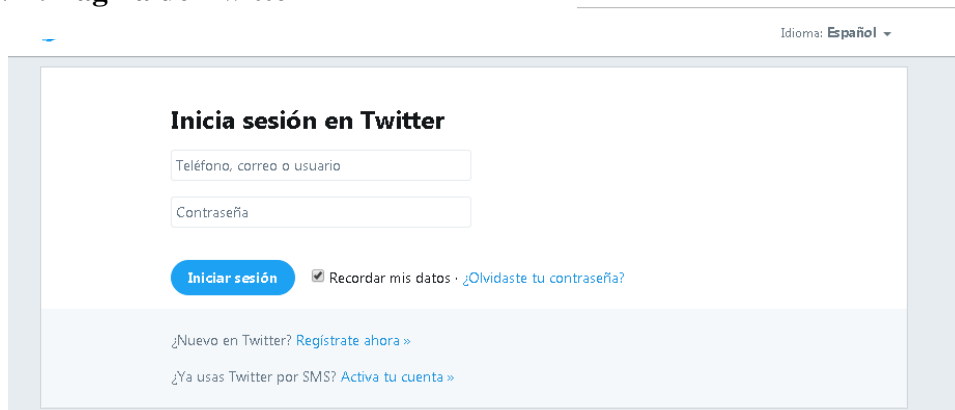 Idioma: Español
Inicia sesión en Twitter
Teléfono, correo o usuario
Contraseña
Iniciar sesión
Recordar mis datos · ¿Olvidaste tu contraseña?
¿Nuevo en Twitter? Regístrate ahora »
¿Ya usas Twitter por SMS? Activa tu cuenta »